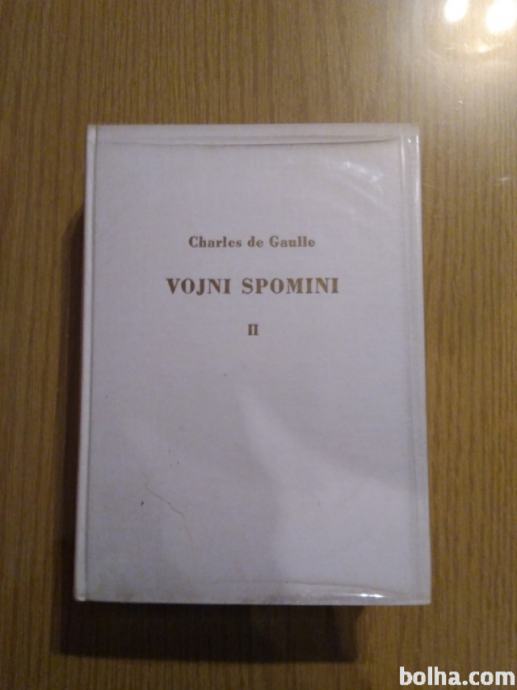 Charles de Gaulle
VOJNI SPOMINI
II
bolha.com